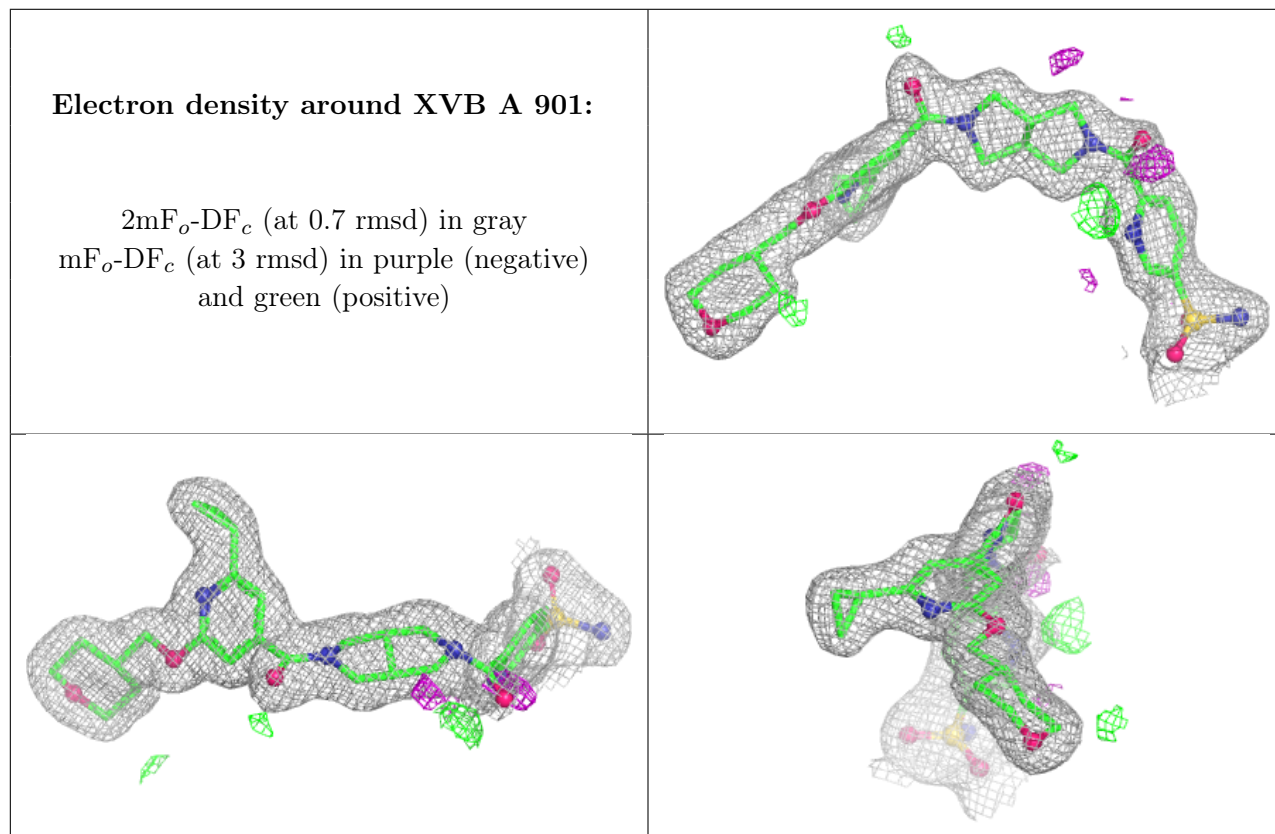 Electron density around XVB A 901:
2mFo-DFc (at 0.7 rmsd) in gray
mFo-DFc (at 3 rmsd) in purple (negative)
and green (positive)